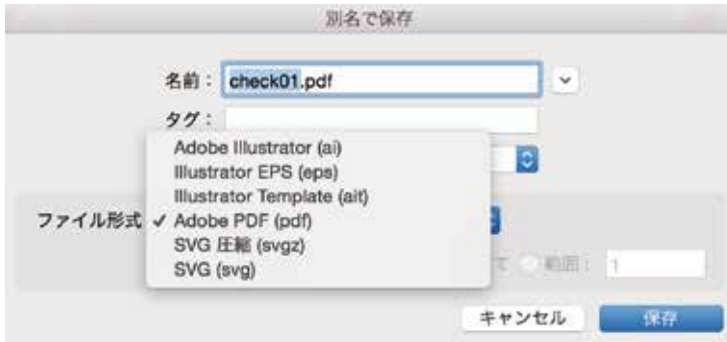 別名で保存
名前：check01.pdf
タグ：
Adobe Illustrator (ai)
Illustrator EPS (eps)
Illustrator Template (ait)
ファイル形式 ✓ Adobe PDF (pdf)
SVG 圧縮 (svgz)
SVG (svg)
て 範囲： 1
キャンセル 保存